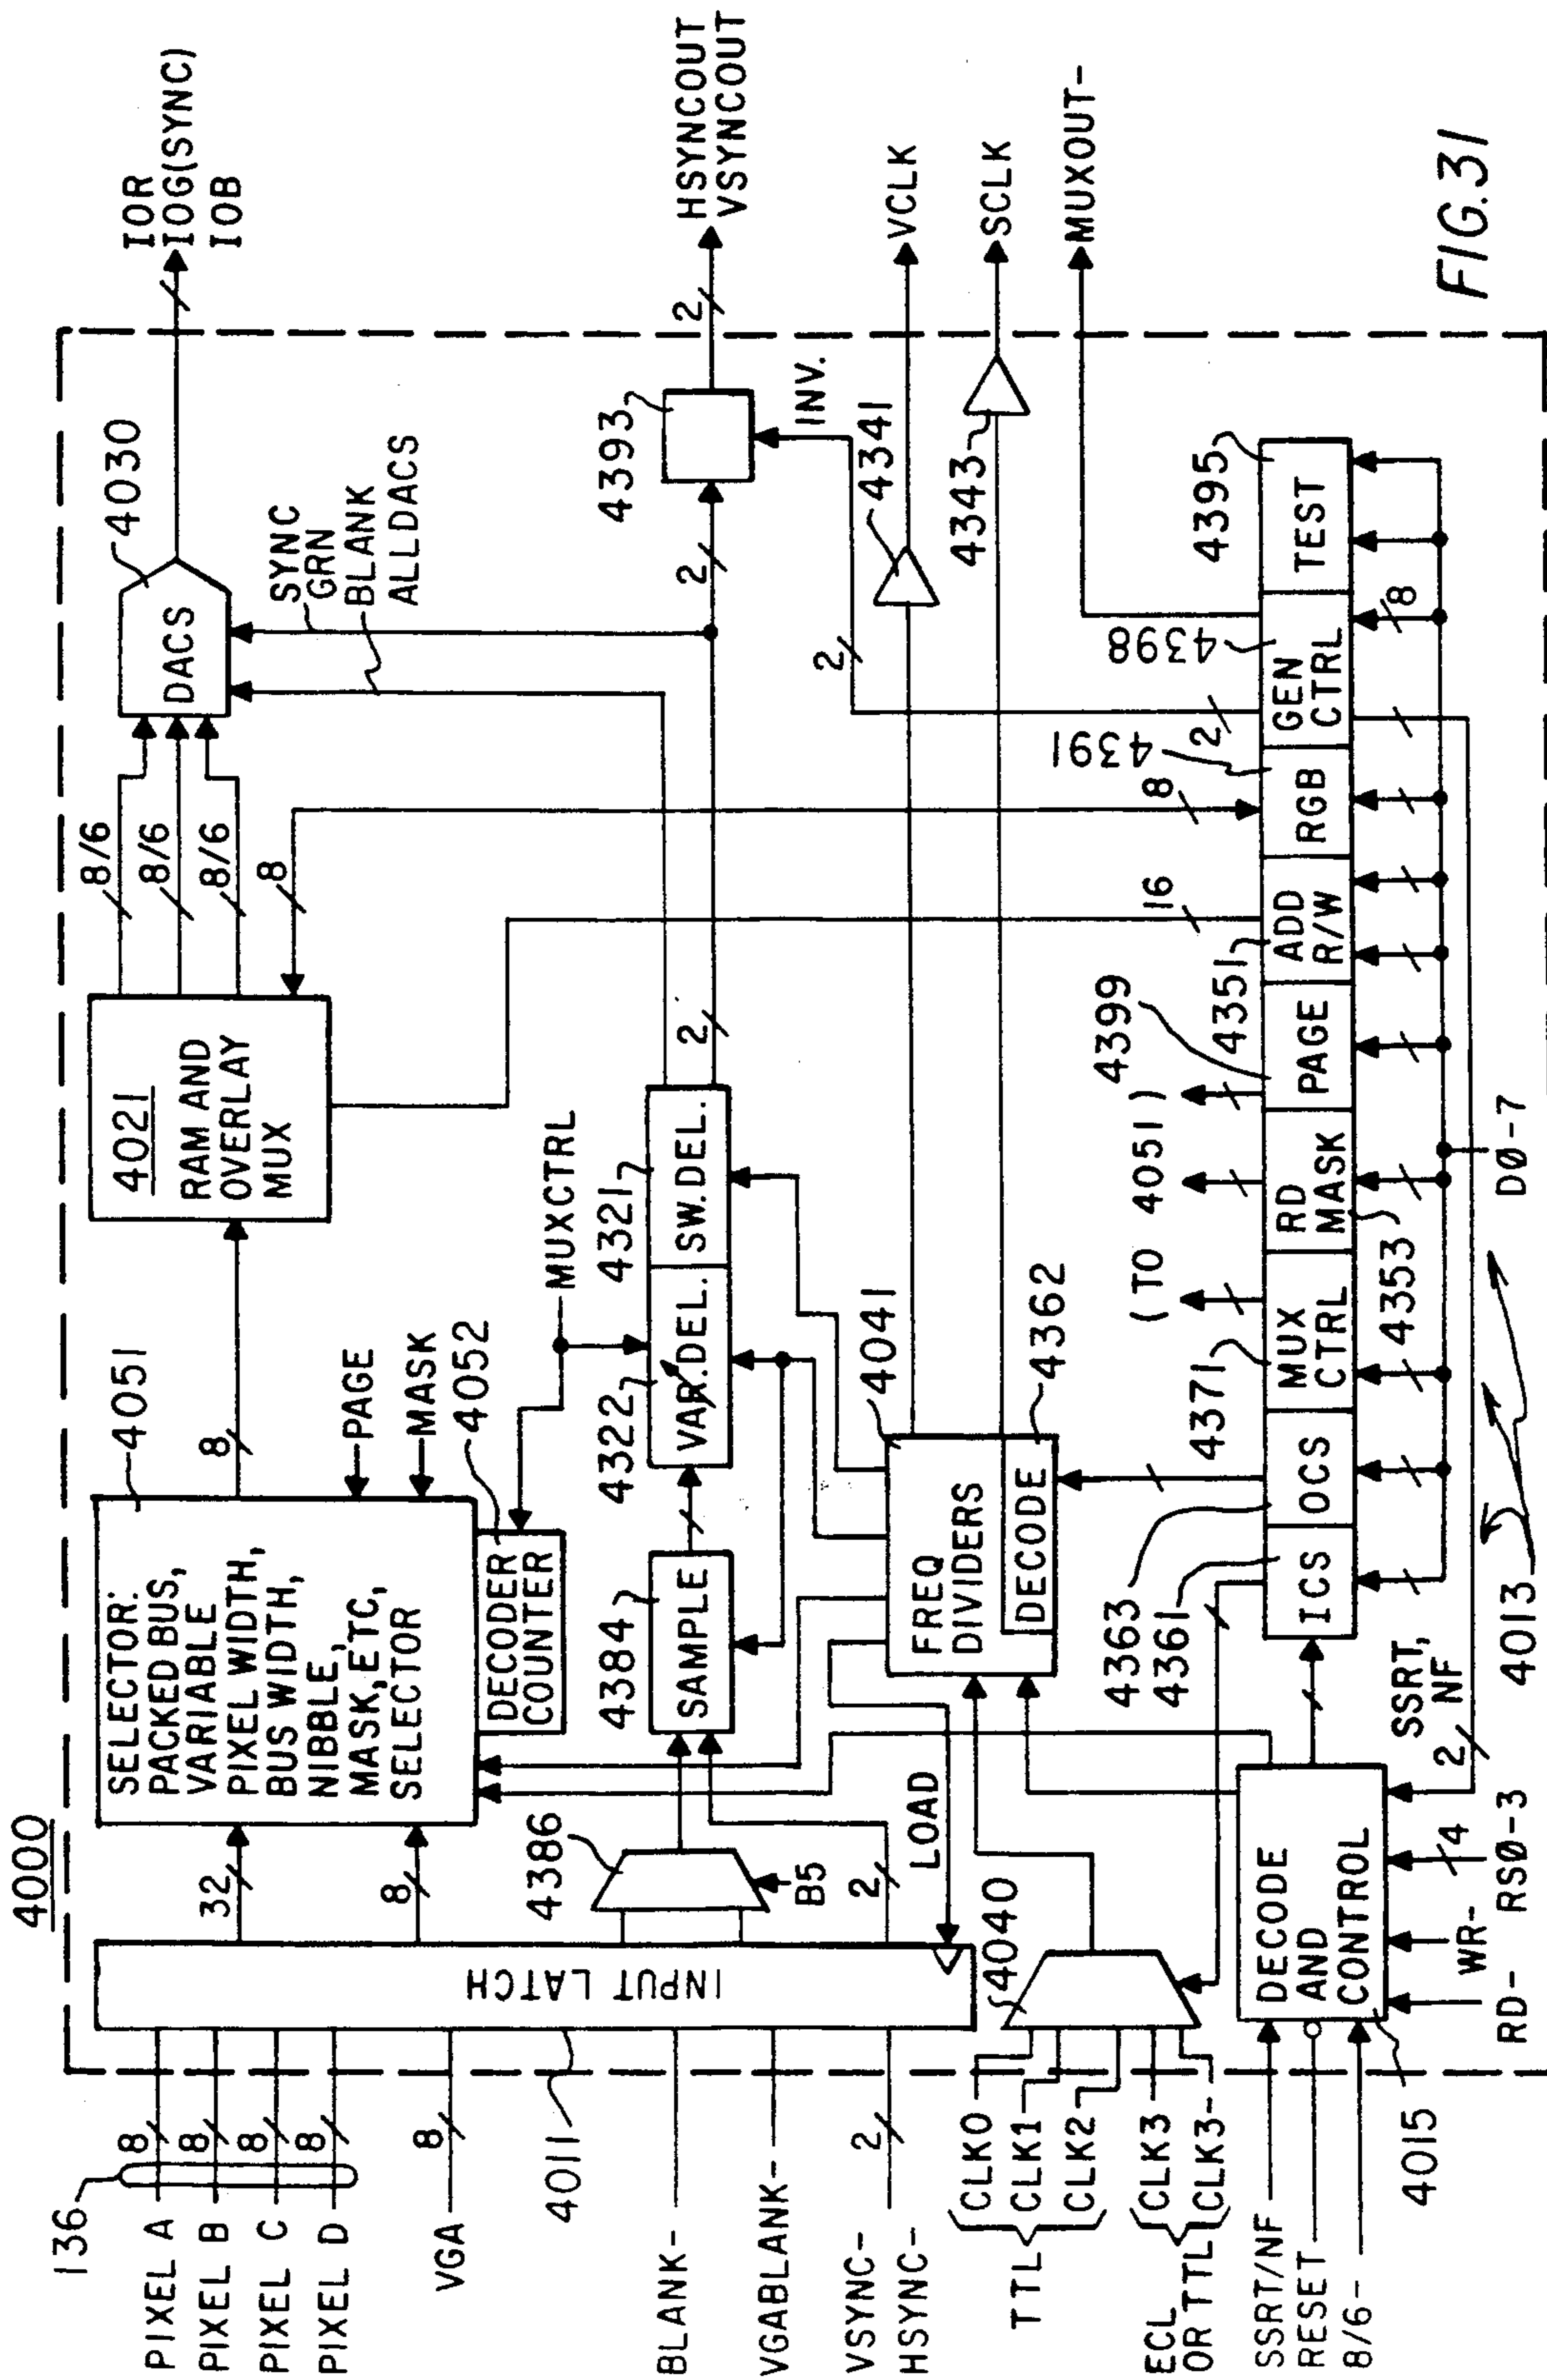 4000
136
PIXEL A
PIXEL B
PIXEL C
PIXEL D
8
8
8
8
VGA
8
4011
BLANK-
VGABLANK-
VSYNC-
HSYNC-
2
INPUT LATCH
32
8
SELECTOR:
PACKED BUS,
VARIABLE
PIXEL WIDTH,
BUS WIDTH,
NIBBLE,
MASK, ETC,
SELECTOR
4051
8
PAGE
MASK
DECODER
COUNTER
4052
4021
RAM AND
OVERLAY
MUX
8/6
8/6
8/6
8
DACS
4030
IOR
IOG(SYNC)
IOB
SYNC
GRN
BLANK
ALLDACS
4386
B5
2
4384
SAMPLE
MUXCTRL
4322
VAR.DEL.
4321
SW.DEL.
2
2
4393
2
HSYNCOUT
VSYNCOUT
INV.
LOAD
4041
FREQ
DIVIDERS
DECODE
4362
4341
VCLK
4343
SCLK
MUXOUT-
TTL
CLK0
CLK1
CLK2
ECL
OR TTL
CLK3
CLK3-
4040
SSRT/NF
RESET
8/6-
4015
DECODE
AND
CONTROL
RD-
WR-
4
RSØ-3
2
SSRT,
NF
4013
4363
4361
ICS
OCS
4371
MUX
CTRL
(TO 4051)
RD
MASK
4353
4399
PAGE
4351
ADD
R/W
16
8
RGB
4391
2
2
GEN
CTRL
4398
8
TEST
4395
DØ-7
FIG.31